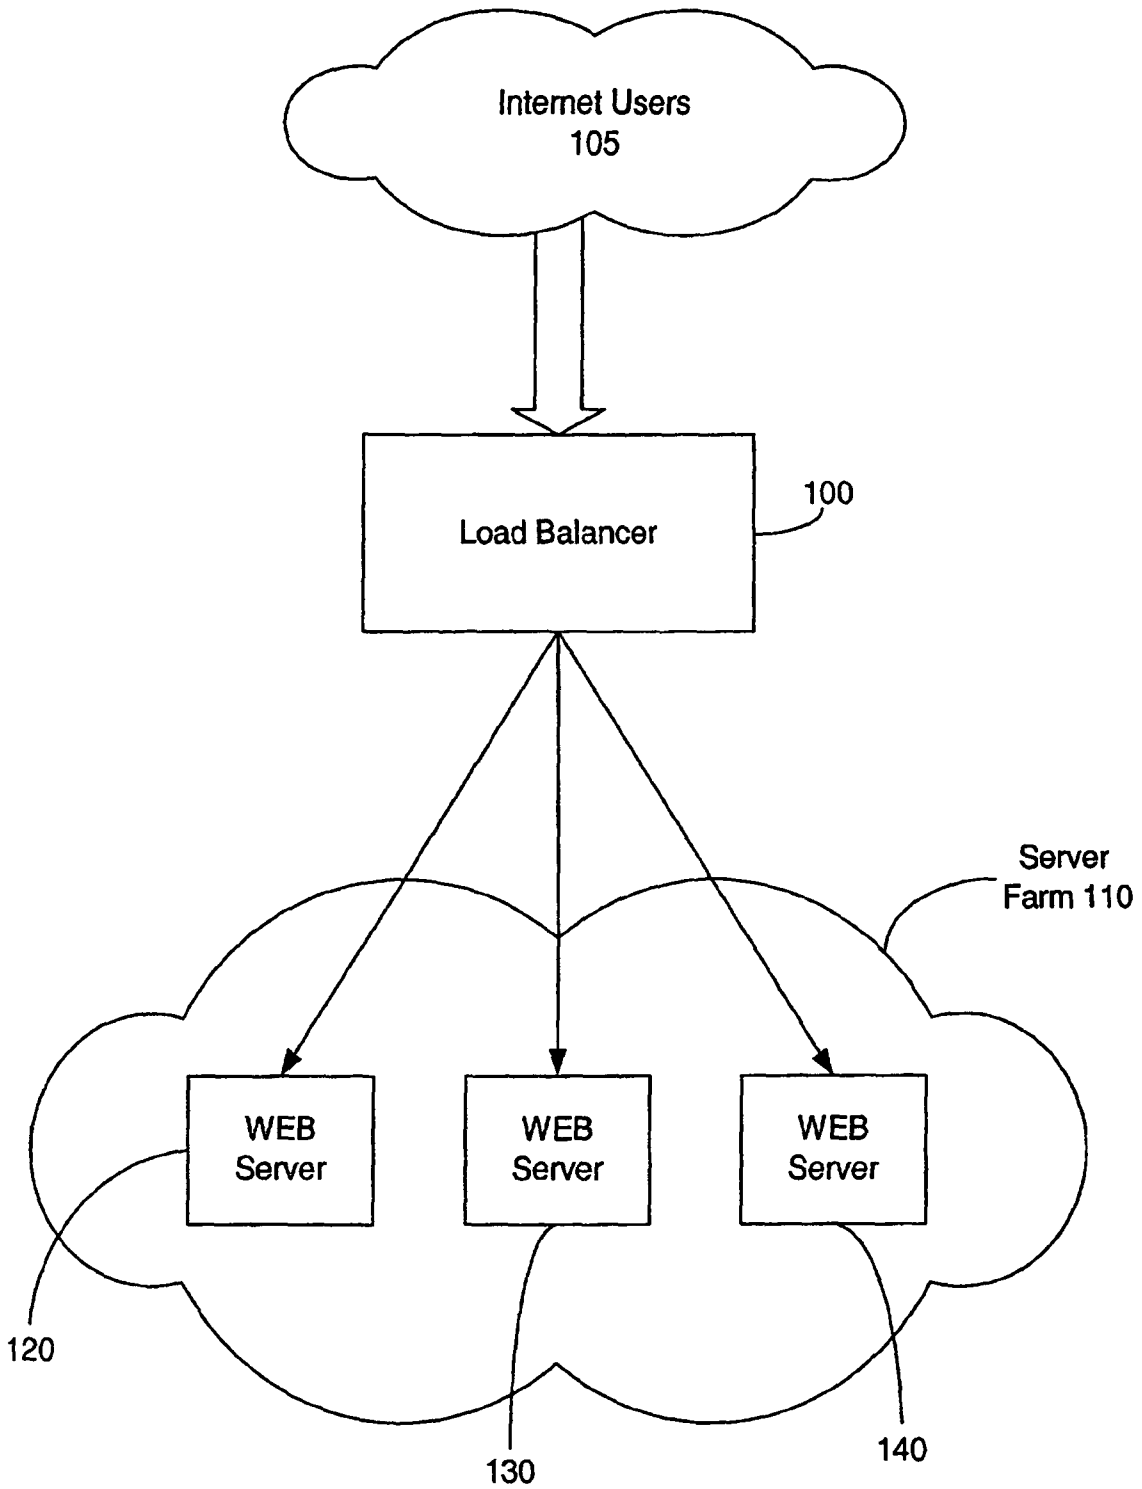 Internet Users
105
100
Load Balancer
Server
Farm 110
WEB
Server
WEB
Server
WEB
Server
120
130
140